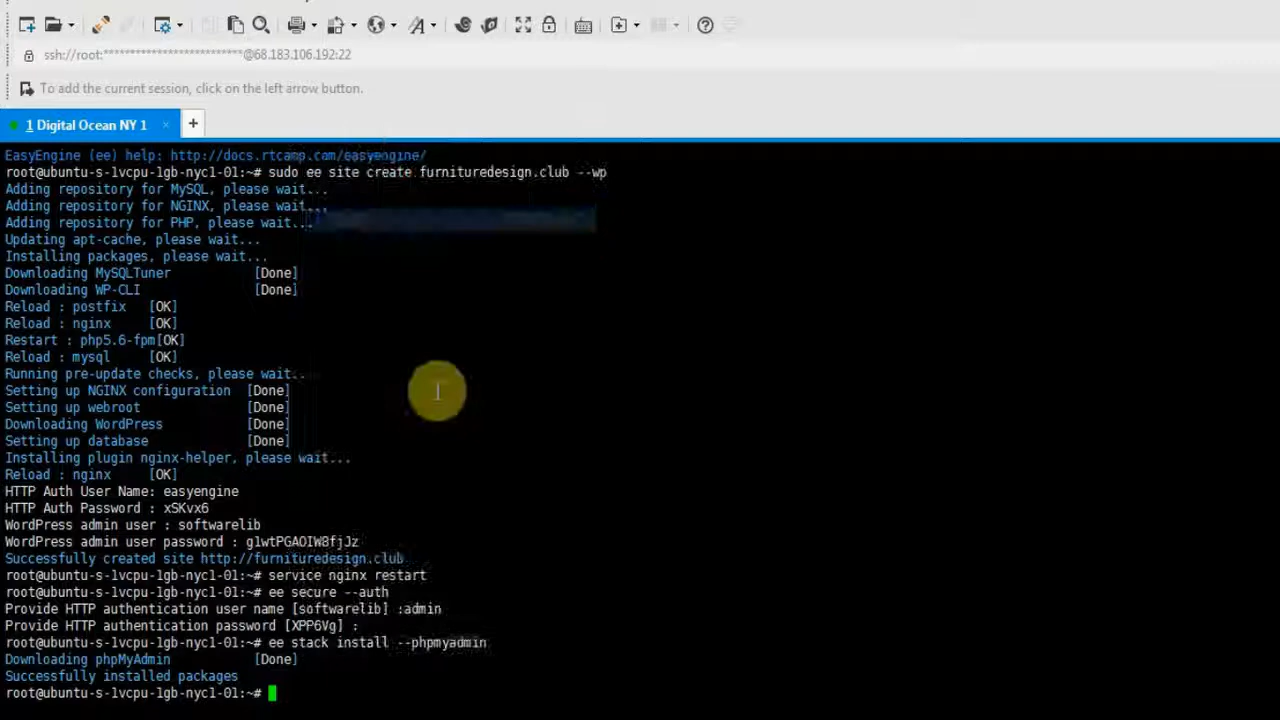 ssh://root:*************************@68.183.106.192:22
To add the current session, click on the left arrow button.
1 Digital Ocean NY 1
EasyEngine (ee) help: http://docs.rtcamp.com/easyengine/
root@ubuntu-s-1vcpu-1gb-nyc1-01:~# sudo ee site create furnituredesign.club --wp
Adding repository for MySQL, please wait...
Adding repository for NGINX, please wait...
Adding repository for PHP, please wait...
Updating apt-cache, please wait...
Installing packages, please wait...
Downloading MySQLTuner [Done]
Downloading WP-CLI [Done]
Reload : postfix [OK]
Reload : nginx [OK]
Restart : php5.6-fpm[OK]
Reload : mysql [OK]
Running pre-update checks, please wait...
Setting up NGINX configuration [Done]
Setting up webroot [Done]
Downloading WordPress [Done]
Setting up database [Done]
Installing plugin nginx-helper, please wait...
Reload : nginx [OK]
HTTP Auth User Name: easyengine
HTTP Auth Password : xSKvx6
WordPress admin user : softwarelib
WordPress admin user password : g1wtPGAOIW8fjJz
Successfully created site http://furnituredesign.club
root@ubuntu-s-1vcpu-1gb-nyc1-01:~# service nginx restart
root@ubuntu-s-1vcpu-1gb-nyc1-01:~# ee secure --auth
Provide HTTP authentication user name [softwarelib] :admin
Provide HTTP authentication password [XPP6Vg] :
root@ubuntu-s-1vcpu-1gb-nyc1-01:~# ee stack install --phpmyadmin
Downloading phpMyAdmin [Done]
Successfully installed packages
root@ubuntu-s-1vcpu-1gb-nyc1-01:~#